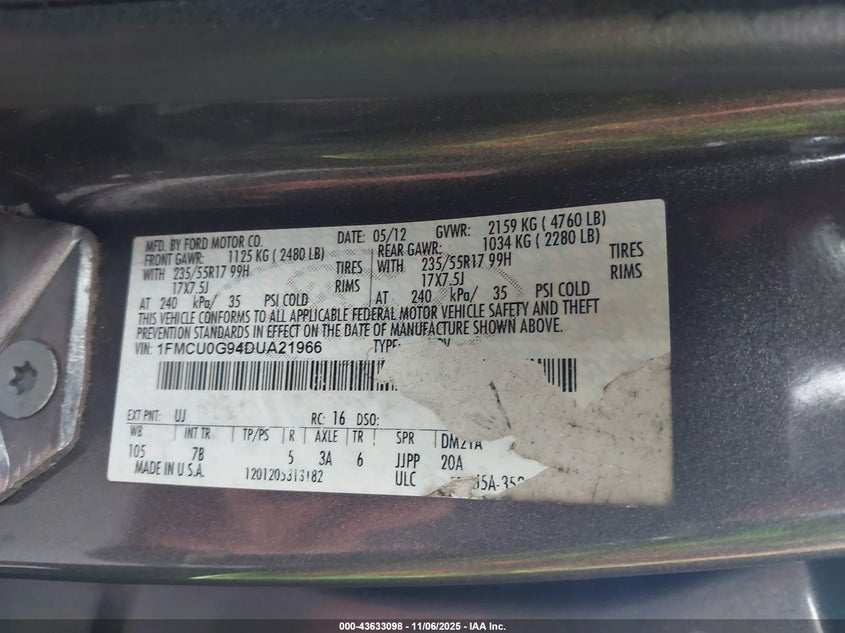 MFD. BY FORD MOTOR CO. DATE: 05/12 GVWR: 2159 KG ( 4760 LB)
FRONT GAWR: 1125 KG ( 2480 LB) REAR GAWR: 1034 KG ( 2280 LB)
WITH 235/55R17 99H TIRES WITH 235/55R17 99H TIRES
17X7.5J RIMS 17X7.5J RIMS
AT 240 kPa/ 35 PSI COLD AT 240 kPa/ 35 PSI COLD
THIS VEHICLE CONFORMS TO ALL APPLICABLE FEDERAL MOTOR VEHICLE SAFETY AND THEFT
PREVENTION STANDARDS IN EFFECT ON THE DATE OF MANUFACTURE SHOWN ABOVE.
VIN: 1FMCU0G94DUA21966 TYPE:
EXT PNT: UJ RC: 16 DSO:
WB INT TR TP/PS R AXLE TR SPR
105 7B 5 3A 6 JJPP 20A
MADE IN U.S.A. ULC
000-43633098 - 11/06/2025 - IAA Inc.